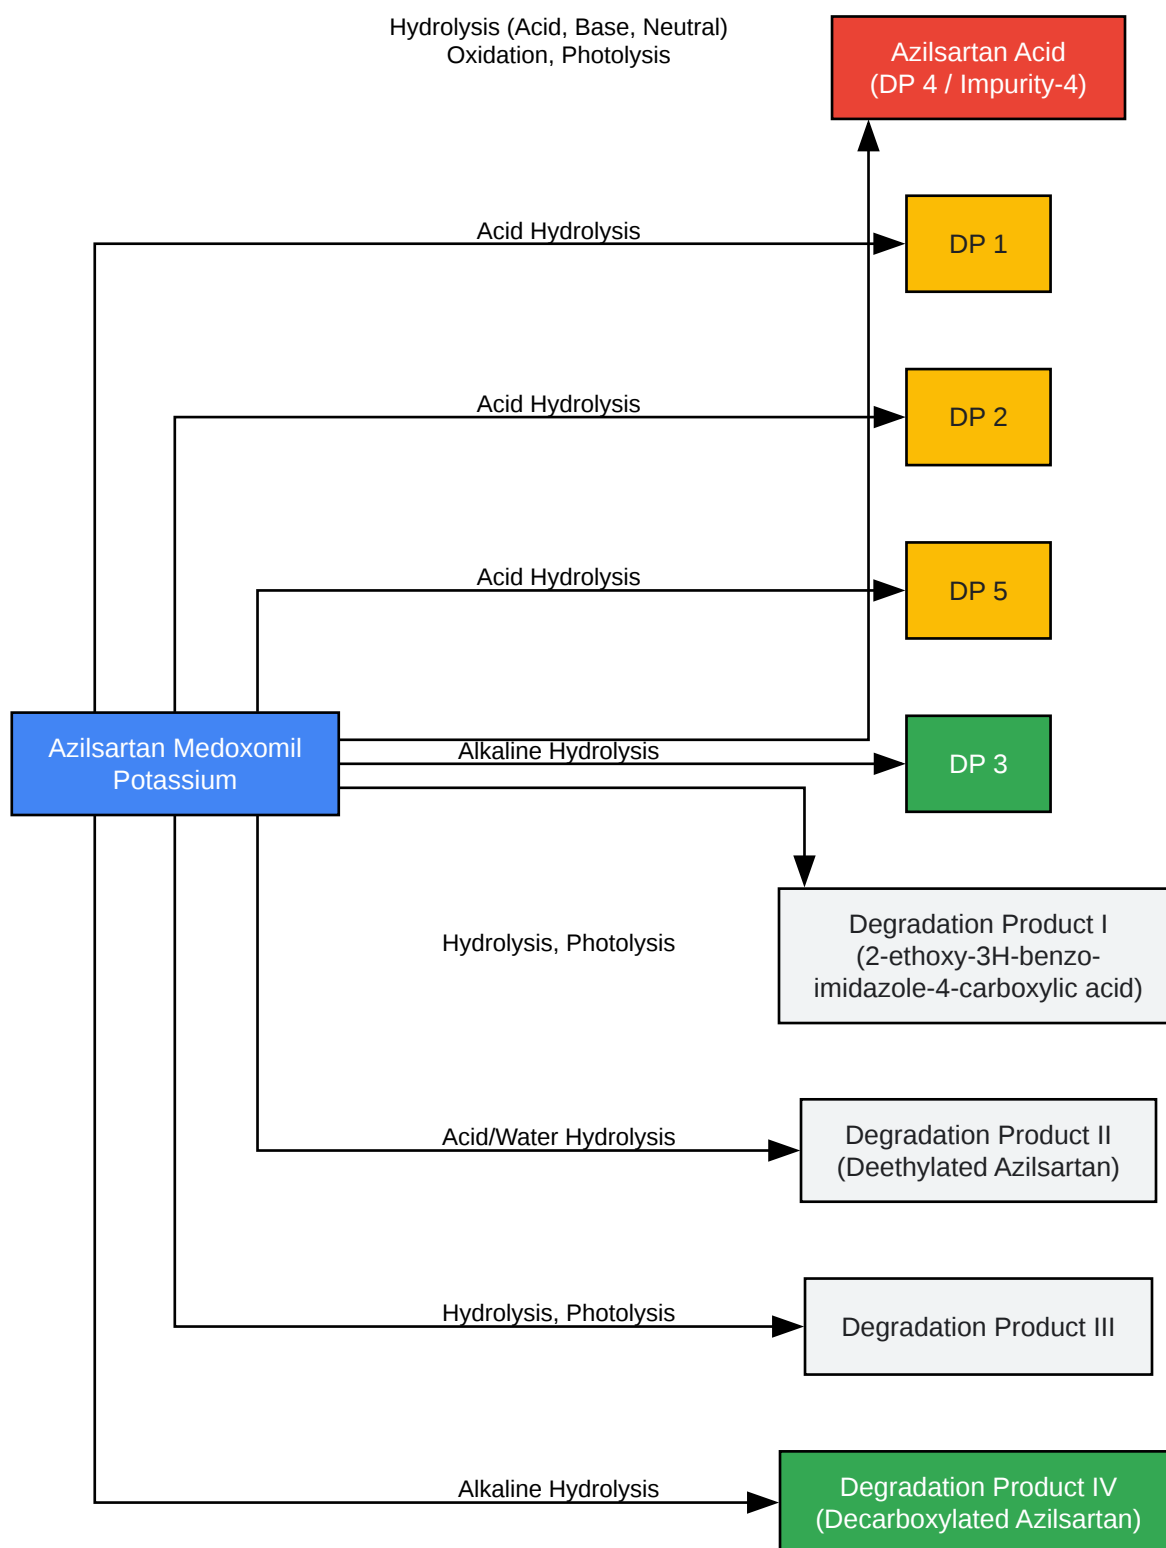 Hydrolysis (Acid, Base, Neutral)
Oxidation, Photolysis
Azilsartan Acid
(DP 4 / Impurity-4)
Acid Hydrolysis
DP 1
Acid Hydrolysis
DP 2
Acid Hydrolysis
DP 5
Azilsartan Medoxomil
Potassium
Alkaline Hydrolysis
DP 3
Hydrolysis, Photolysis
Degradation Product I
(2-ethoxy-3H-benzo-
imidazole-4-carboxylic acid)
Acid/Water Hydrolysis
Degradation Product II
(Deethylated Azilsartan)
Hydrolysis, Photolysis
Degradation Product III
Alkaline Hydrolysis
Degradation Product IV
(Decarboxylated Azilsartan)